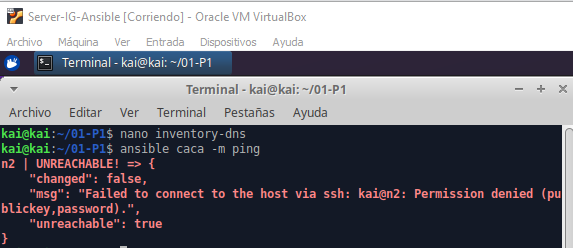 Server-IG-Ansible [Corriendo] - Oracle VM VirtualBox
Archivo Máquina Ver Entrada Dispositivos Ayuda
Terminal - kai@kai: ~/01-P1
Terminal - kai@kai: ~/01-P1
Archivo Editar Ver Terminal Pestañas Ayuda
kai@kai:~/01-P1$ nano inventory-dns
kai@kai:~/01-P1$ ansible caca -m ping
n2 | UNREACHABLE! => {
    "changed": false,
    "msg": "Failed to connect to the host via ssh: kai@n2: Permission denied (pu
blickey,password).",
    "unreachable": true
}